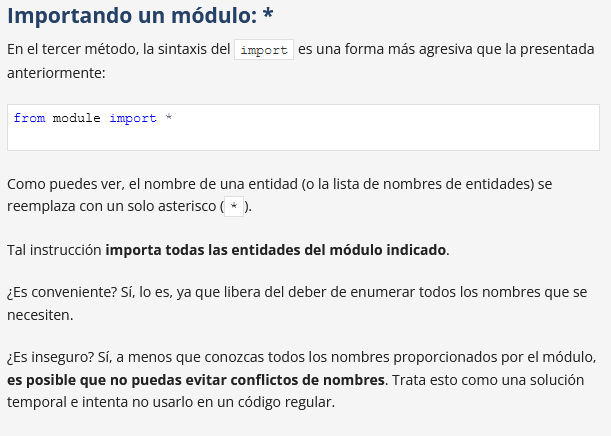 Importando un módulo: *
En el tercer método, la sintaxis del import es una forma más agresiva que la presentada
anteriormente:
from module import *
Como puedes ver, el nombre de una entidad (o la lista de nombres de entidades) se
reemplaza con un solo asterisco ( * ).
Tal instrucción importa todas las entidades del módulo indicado.
¿Es conveniente? Sí, lo es, ya que libera del deber de enumerar todos los nombres que se
necesiten.
¿Es inseguro? Sí, a menos que conozcas todos los nombres proporcionados por el módulo,
es posible que no puedas evitar conflictos de nombres. Trata esto como una solución
temporal e intenta no usarlo en un código regular.